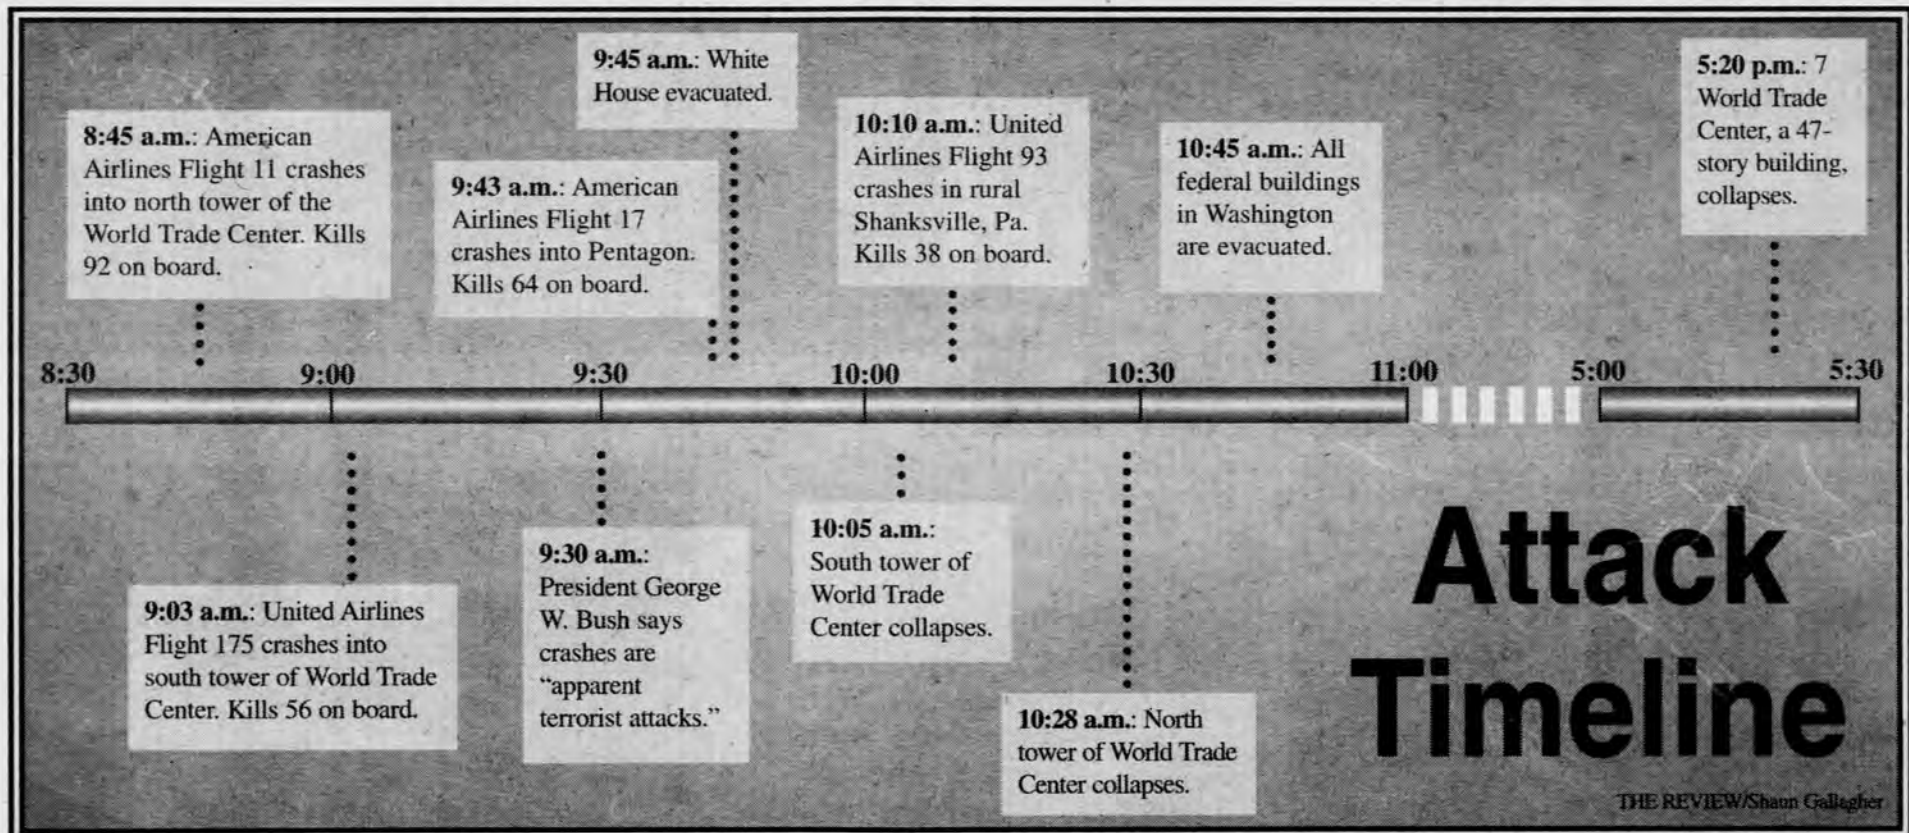 9:45 a.m.: White
House evacuated.
5:20 p.m.: 7
World Trade
Center, a 47-
story building,
collapses.
8:45 a.m.: American
Airlines Flight 11 crashes
into north tower of the
World Trade Center. Kills
92 on board.
9:43 a.m.: American
Airlines Flight 17
crashes into Pentagon.
Kills 64 on board.
10:10 a.m.: United
Airlines Flight 93
crashes in rural
Shanksville, Pa.
Kills 38 on board.
10:45 a.m.: All
federal buildings
in Washington
are evacuated.
8:30 9:00 9:30 10:00 10:30 11:00 5:00 5:30
9:03 a.m.: United Airlines
Flight 175 crashes into
south tower of World Trade
Center. Kills 56 on board.
9:30 a.m.:
President George
W. Bush says
crashes are
“apparent
terrorist attacks.”
10:05 a.m.:
South tower of
World Trade
Center collapses.
10:28 a.m.: North
tower of World Trade
Center collapses.
Attack
Timeline
THE REVIEW/Shaun Gallagher